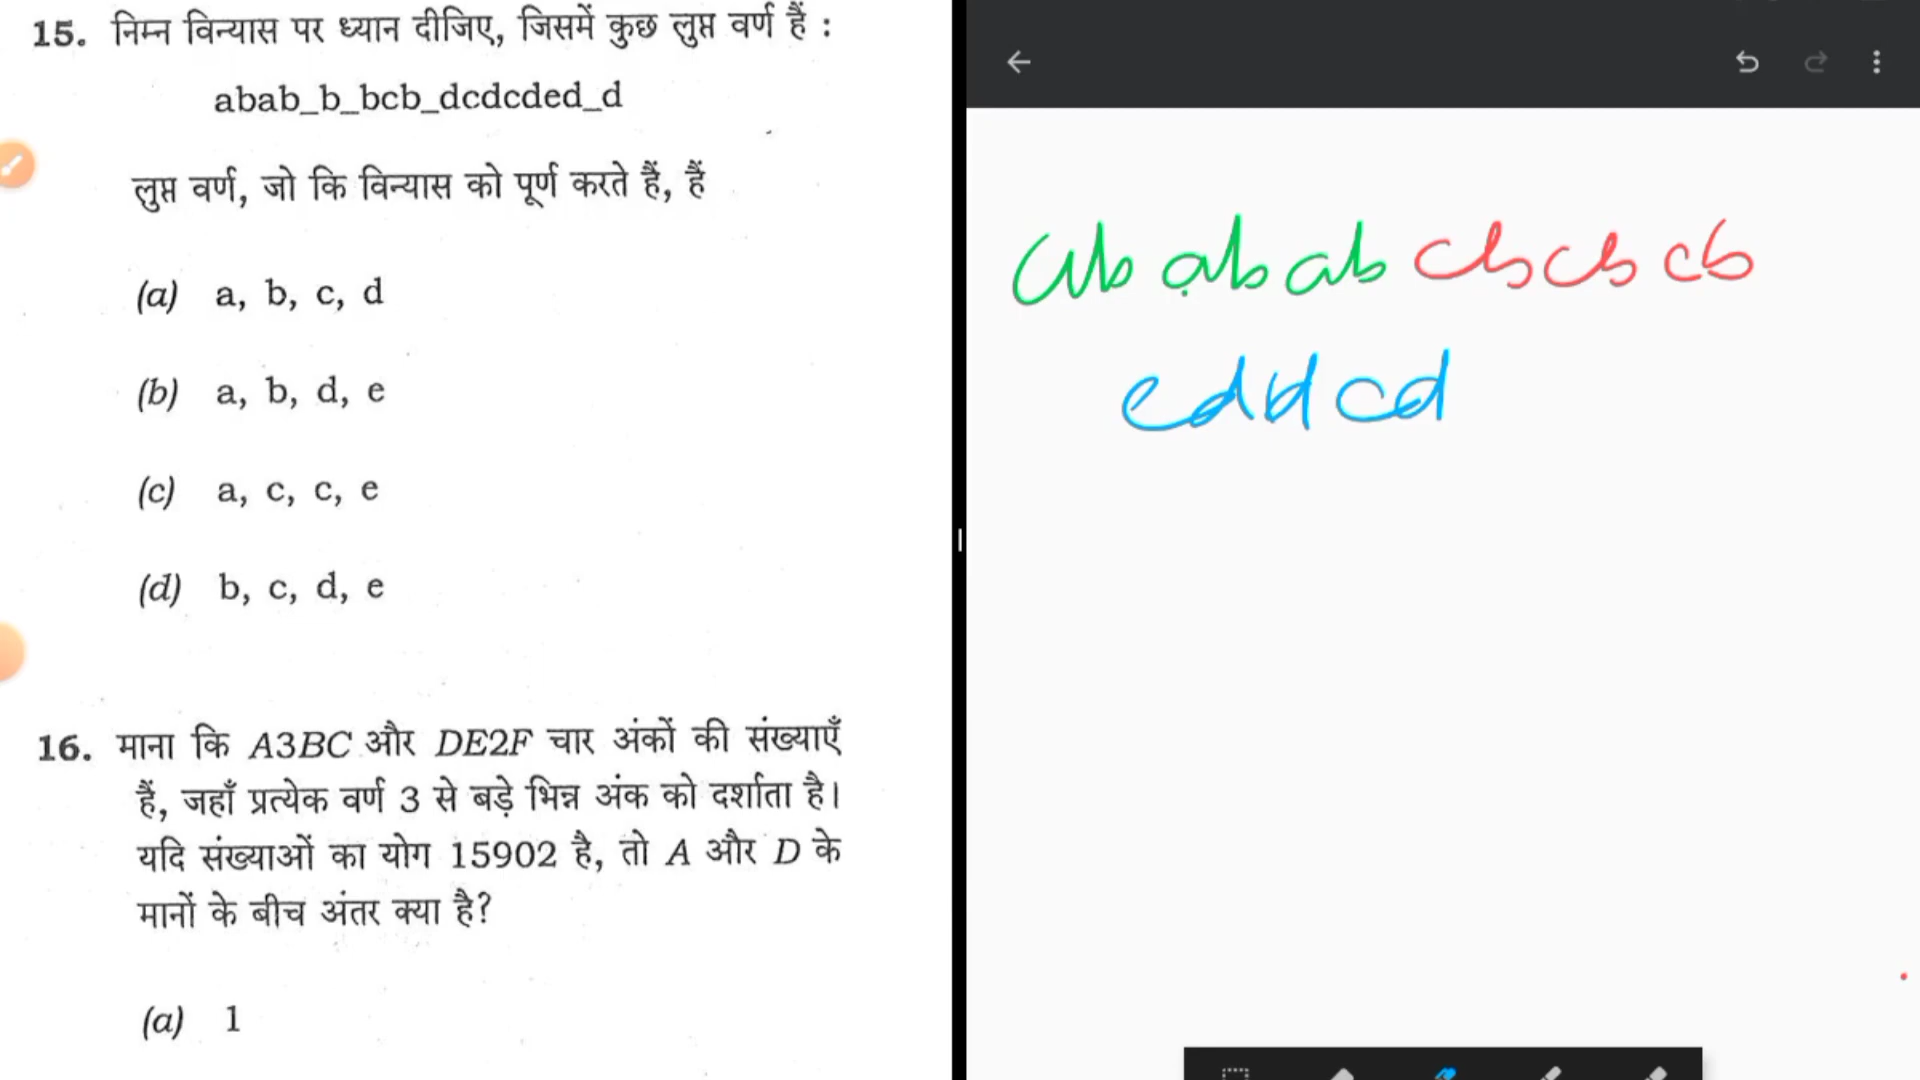 15. निम्न विन्यास पर ध्यान दीजिए, जिसमें कुछ लुप्त वर्ण हैं :
abab_b_bcb_dcdcded_d
लुप्त वर्ण, जो कि विन्यास को पूर्ण करते हैं, हैं
(a) a, b, c, d
(b) a, b, d, e
(c) a, c, c, e
(d) b, c, d, e
16. माना कि A3BC और DE2F चार अंकों की संख्याएँ
हैं, जहाँ प्रत्येक वर्ण 3 से बड़े भिन्न अंक को दर्शाता है।
यदि संख्याओं का योग 15902 है, तो A और D के
मानों के बीच अंतर क्या है?
(a) 1
ab ab ab cb cb cb
cd